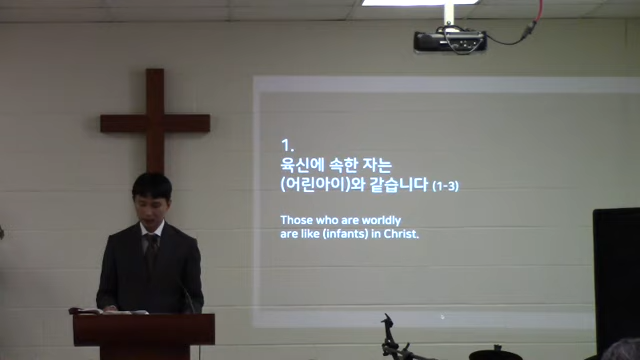 1.
육신에 속한 자는
(어린아이)와 같습니다 (1-3)
Those who are worldly
are like (infants) in Christ.